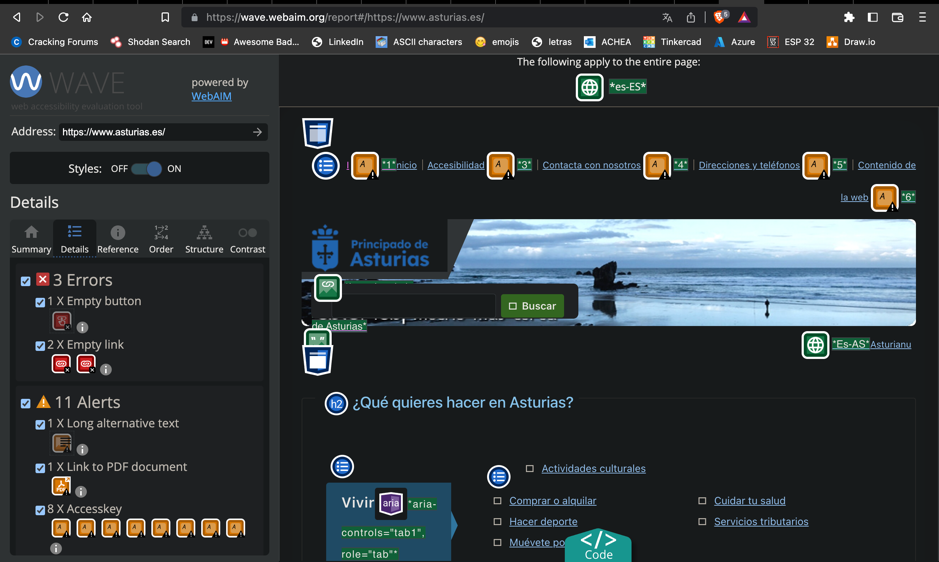 https://wave.webaim.org/report#/https://www.asturias.es/
Cracking Forums
Shodan Search
DEV
Awesome Bad...
LinkedIn
ASCII characters
emojis
letras
ACHEA
Tinkercad
Azure
ESP 32
Draw.io
WAVE
web accessibility evaluation tool
powered by
WebAIM
Address: https://www.asturias.es/
Styles: OFF ON
Details
Summary Details Reference Order Structure Contrast
3 Errors
1 X Empty button
2 X Empty link
11 Alerts
1 X Long alternative text
1 X Link to PDF document
8 X Accesskey
The following apply to the entire page:
*es-ES*
I *1*nicio | Accesibilidad *3* | Contacta con nosotros *4* | Direcciones y teléfonos *5* | Contenido de
la web *6*
Principado de
Asturias
Buscar
de Asturias*
*Es-AS*Asturianu
h2 ¿Qué quieres hacer en Asturias?
Vivir aria *aria-
controls="tab1",
role="tab"*
Actividades culturales
Comprar o alquilar
Cuidar tu salud
Hacer deporte
Servicios tributarios
Muévete po
</>
Code